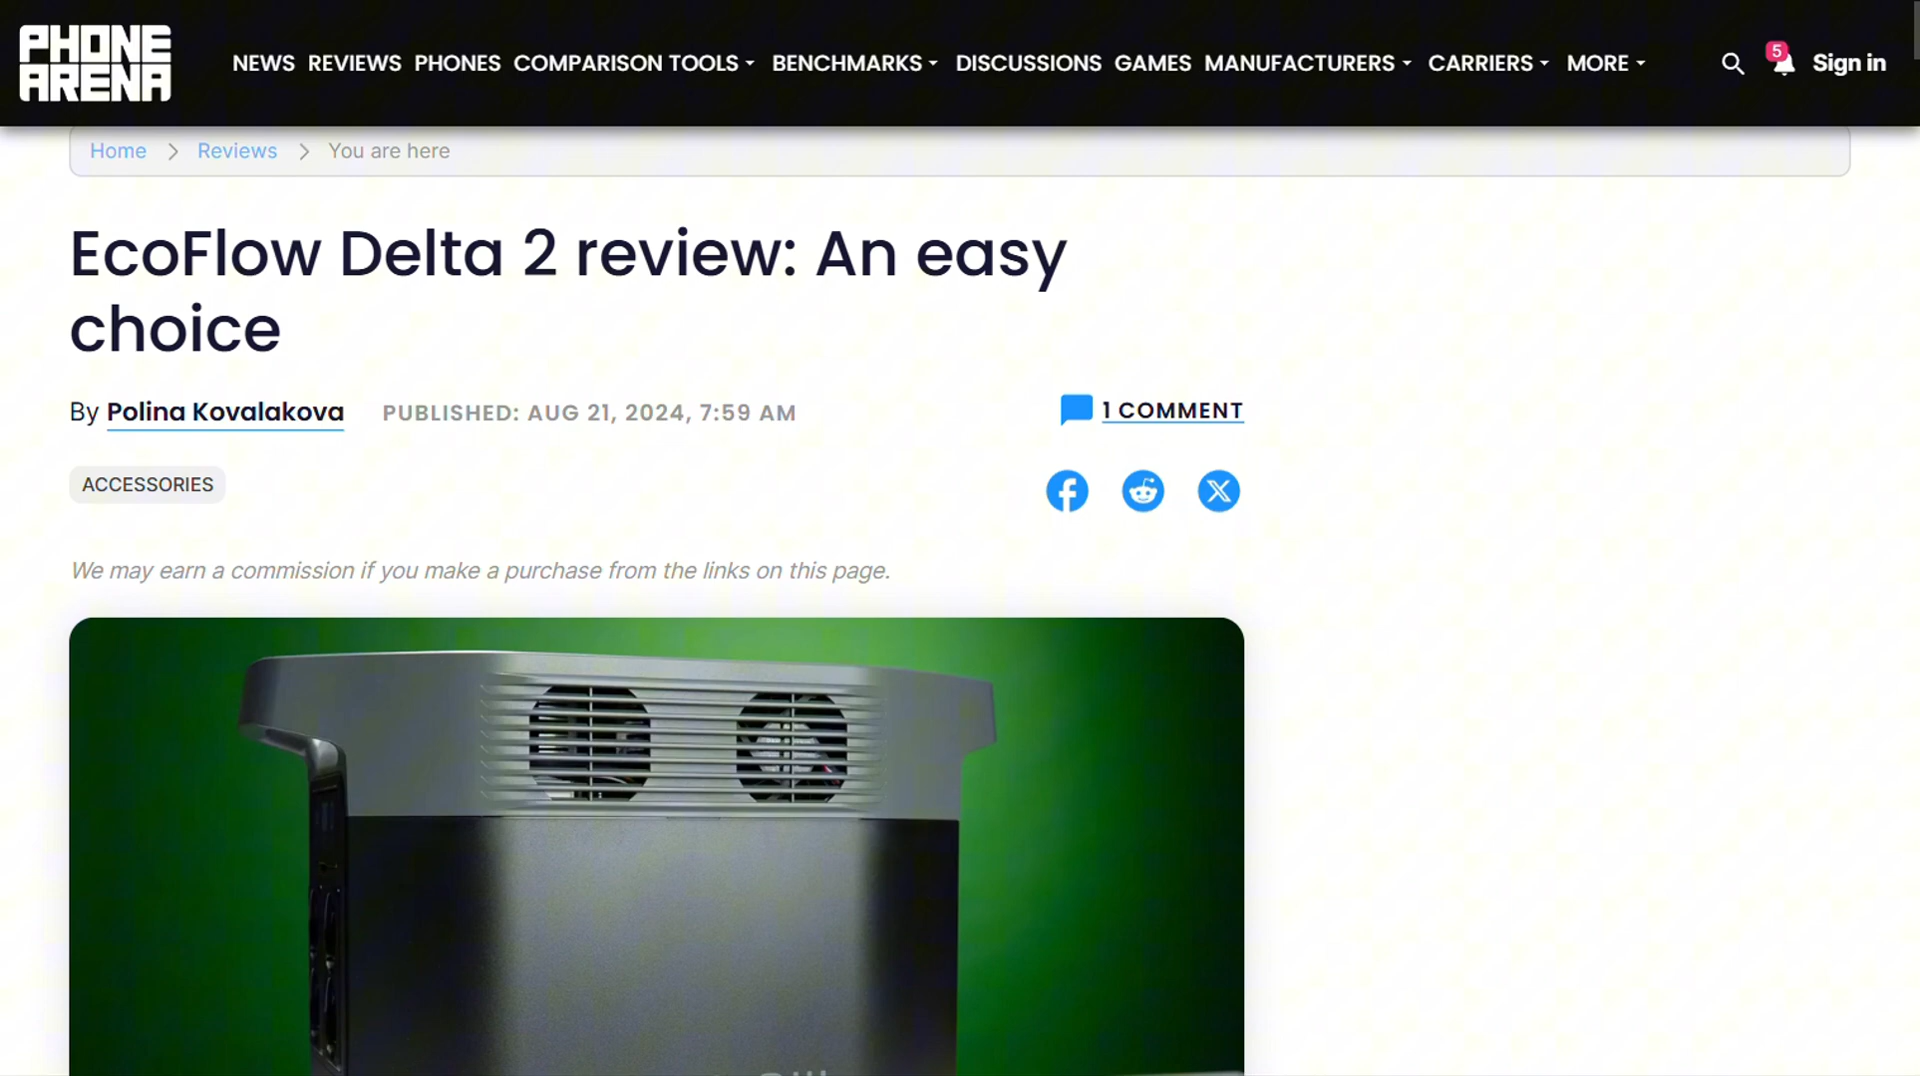 PHONE
ARENA
NEWS REVIEWS PHONES COMPARISON TOOLS BENCHMARKS DISCUSSIONS GAMES MANUFACTURERS CARRIERS MORE 5 Sign in
Home Reviews You are here
EcoFlow Delta 2 review: An easy
choice
By Polina Kovalakova PUBLISHED: AUG 21, 2024, 7:59 AM 1 COMMENT
ACCESSORIES
We may earn a commission if you make a purchase from the links on this page.